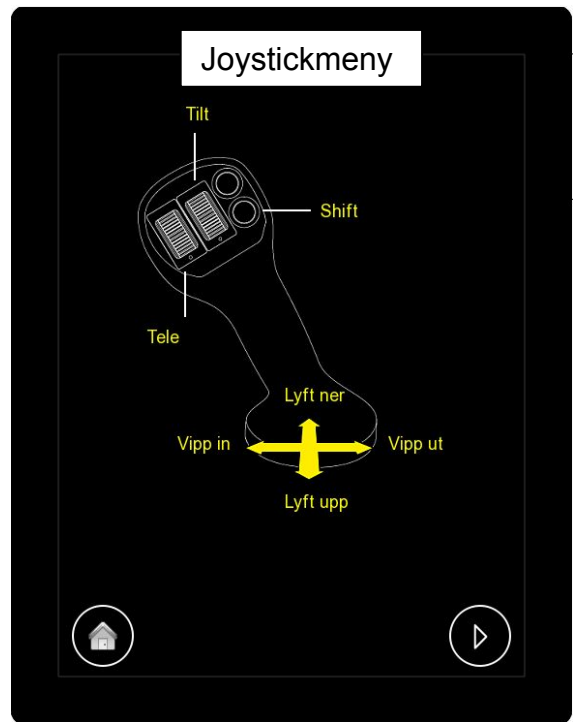 Joystickmeny
Tilt
Shift
Tele
Lyft ner
Vipp in
Vipp ut
Lyft upp